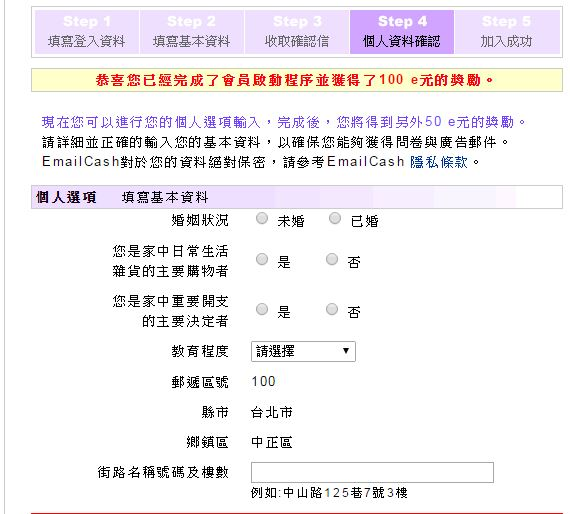 Step 1 Step 2 Step 3 Step 4 Step 5
填寫登入資料 填寫基本資料 收取確認信 個人資料確認 加入成功
恭喜您已經完成了會員啟動程序並獲得了100 e元的獎勵。
現在您可以進行您的個人選項輸入，完成後，您將得到另外50 e元的獎勵。
請詳細並正確的輸入您的基本資料，以確保您能夠獲得問卷與廣告郵件。
EmailCash對於您的資料絕對保密，請參考EmailCash 隱私條款。
個人選項 填寫基本資料
婚姻狀況 未婚 已婚
您是家中日常生活
雜貨的主要購物者 是 否
您是家中重要開支
的主要決定者 是 否
教育程度 請選擇
郵遞區號 100
縣市 台北市
鄉鎮區 中正區
街路名稱號碼及樓數
例如:中山路125巷7號3樓